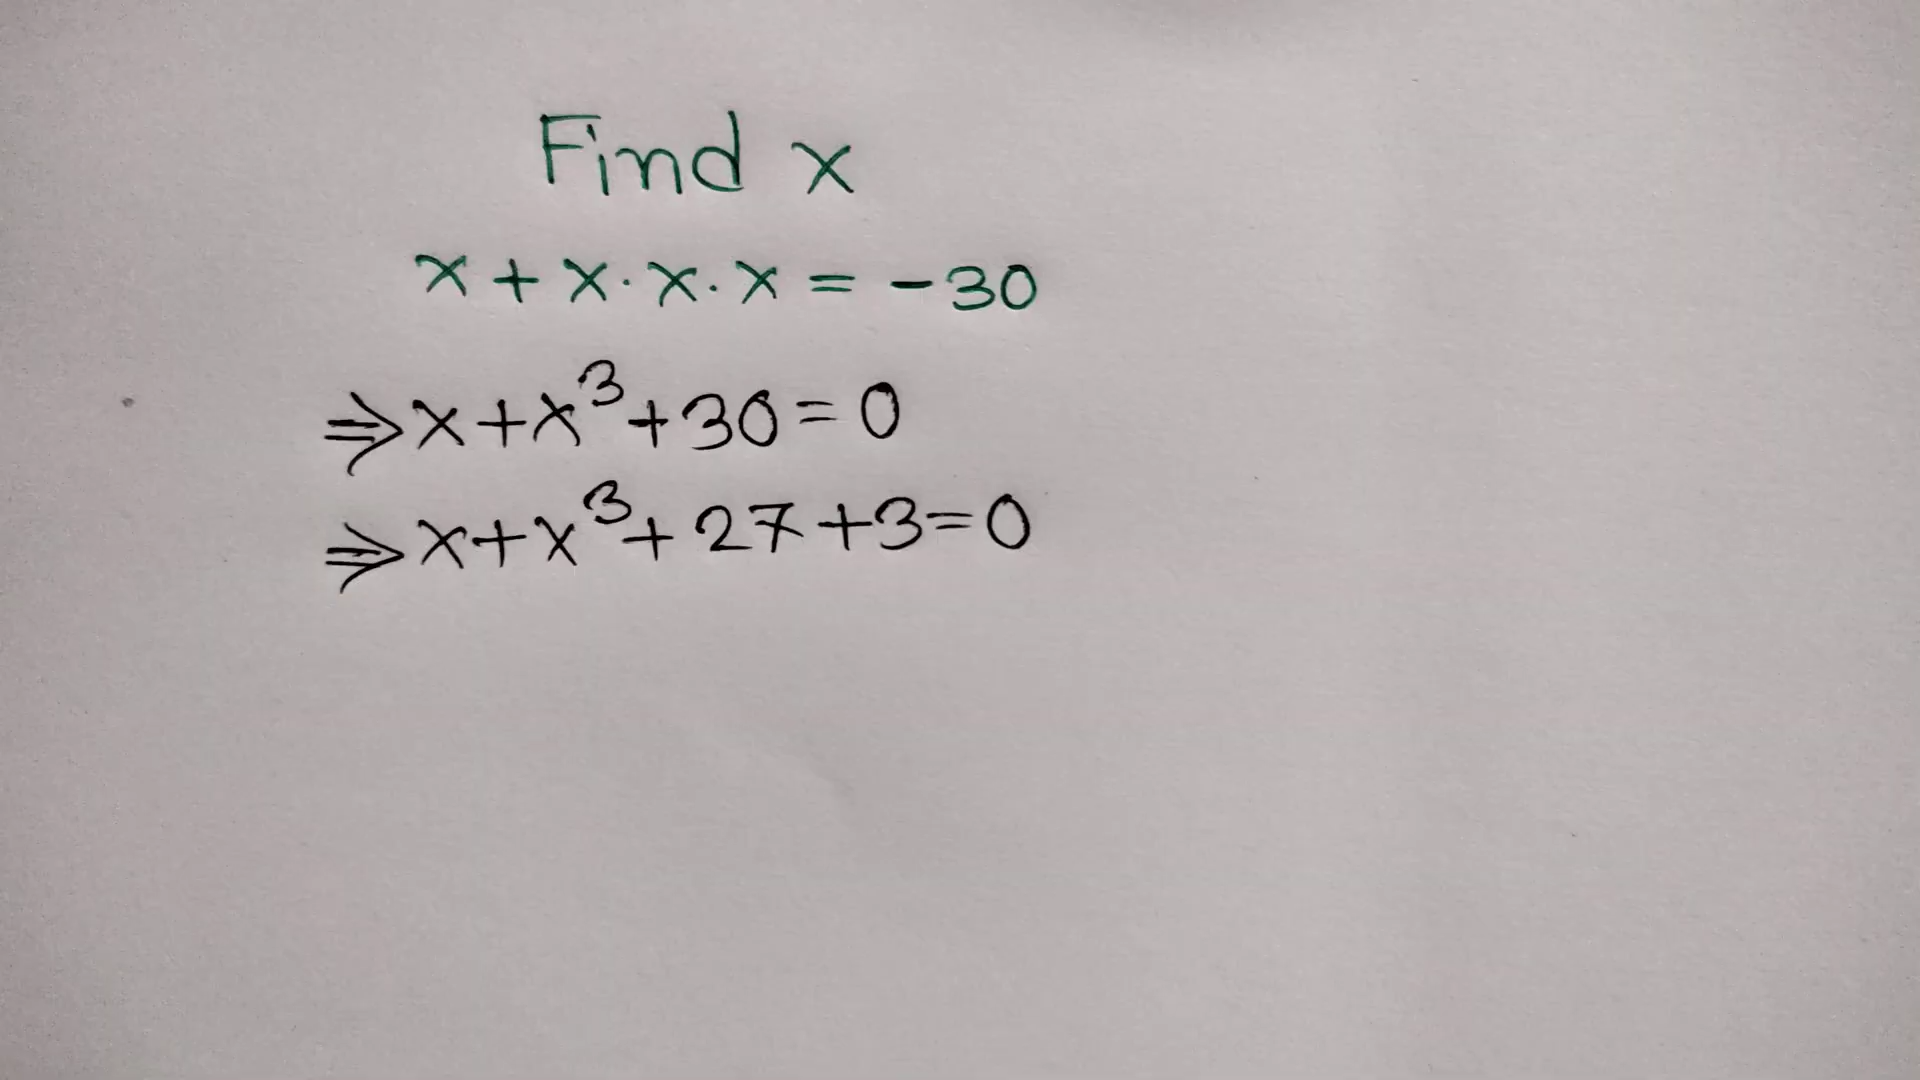 Find x
x + x . x . x = - 30
⇒ x + x³ + 30 = 0
⇒ x + x³ + 27 + 3 = 0